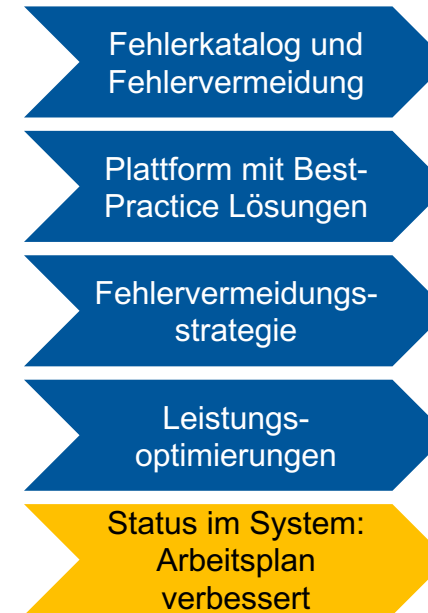 Fehlerkatalog und
Fehlervermeidung
Plattform mit Best-
Practice Lösungen
Fehlervermeidungs-
strategie
Leistungs-
optimierungen
Status im System:
Arbeitsplan
verbessert